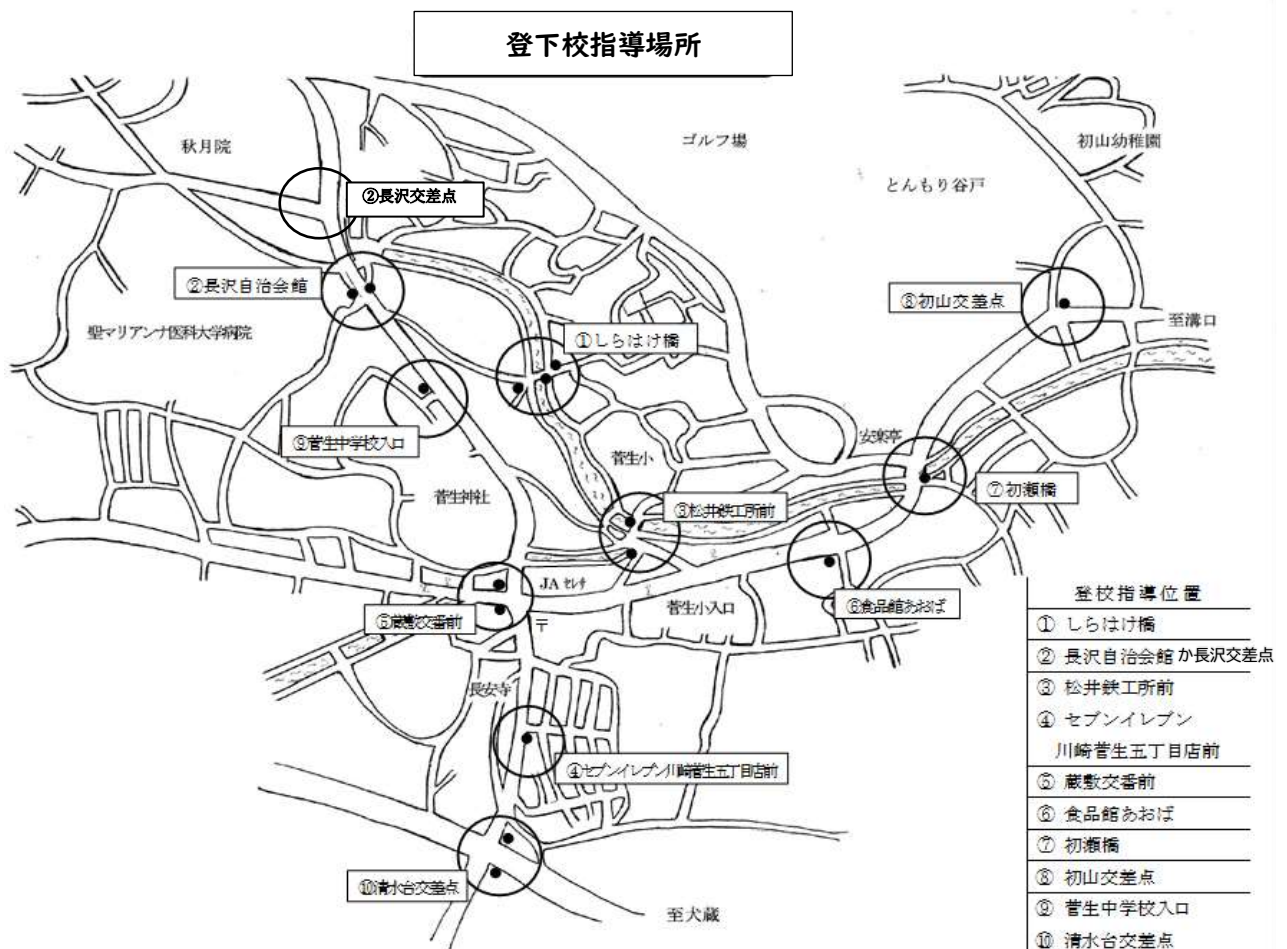 登下校指導場所
秋月院
ゴルフ場
初山幼稚園
とんもり谷戸
②長沢交差点
②長沢自治会館
⑧初山交差点
至溝口
聖マリアンナ医科大学病院
①しらはけ橋
⑨菅生中学校入口
安楽亭
菅生小
⑦初瀬橋
菅生神社
③松井鉄工所前
JA セレサ
菅生小入口
⑥食品館あおば
⑤蔵敷交番前
〒
長安寺
④セブンイレブン川崎菅生五丁目店前
⑩清水台交差点
至犬蔵
登校指導位置
① しらはけ橋
② 長沢自治会館 か長沢交差点
③ 松井鉄工所前
④ セブンイレブン
川崎菅生五丁目店前
⑤ 蔵敷交番前
⑥ 食品館あおば
⑦ 初瀬橋
⑧ 初山交差点
⑨ 菅生中学校入口
⑩ 清水台交差点